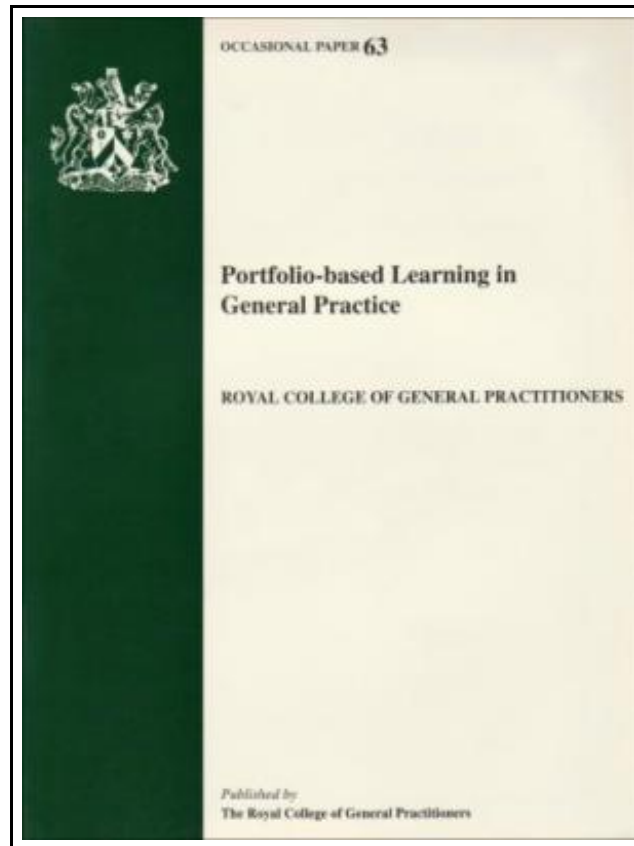 OCCASIONAL PAPER 63
Portfolio-based Learning in
General Practice
ROYAL COLLEGE OF GENERAL PRACTITIONERS
Published by
The Royal College of General Practitioners